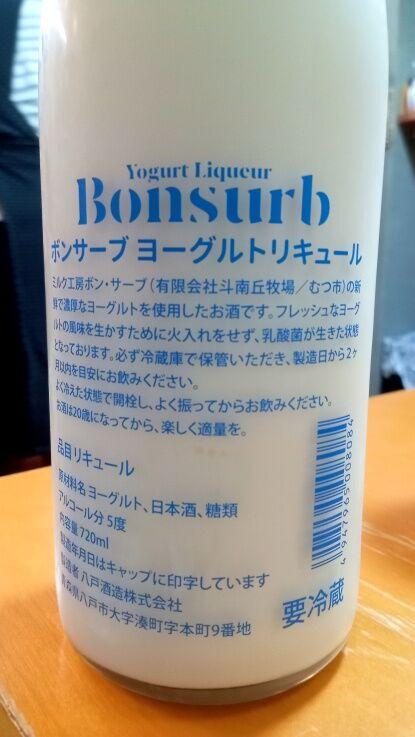 Yogurt Liqueur
Bonsurb
ボンサーブ ヨーグルトリキュール
ミルク工房ボン・サーブ(有限会社斗南丘牧場／むつ市)の新
鮮で濃厚なヨーグルトを使用したお酒です。フレッシュなヨーグ
ルトの風味を生かすために火入れをせず、乳酸菌が生きた状態
となっております。必ず冷蔵庫で保管いただき、製造日から2ヶ
月以内を目安にお飲みください。
よく冷えた状態で開栓し、よく振ってからお飲みください。
お酒は20歳になってから、楽しく適量を。
品目 リキュール
原材料名 ヨーグルト、日本酒、糖類
アルコール分 5度
内容量 720ml
製造年月日はキャップに印字しています
製造者 八戸酒造株式会社
青森県八戸市大字湊町字本町9番地
4947965008084
要冷蔵